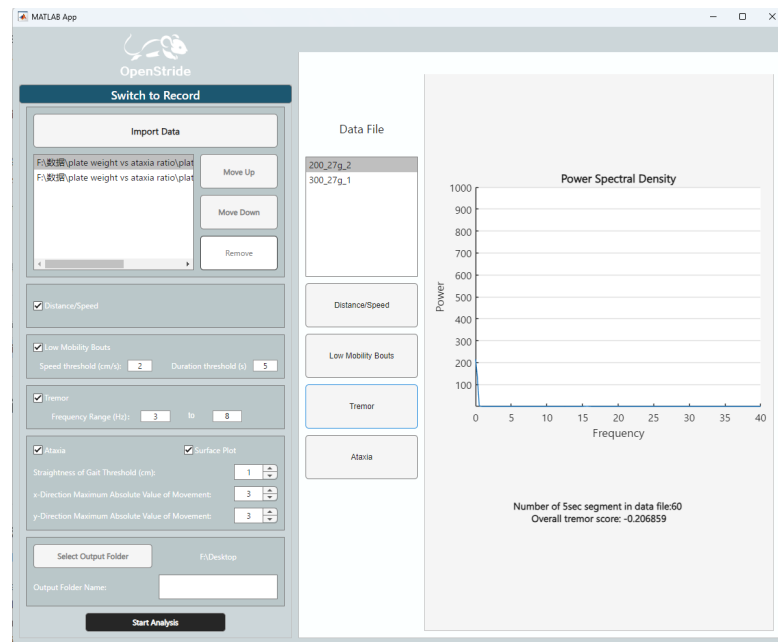 MATLAB App
OpenStride
Switch to Record
Import Data
F:\数据\plate weight vs ataxia ratio\plat
F:\数据\plate weight vs ataxia ratio\plat
Move Up
Move Down
Remove
Distance/Speed
Low Mobility Bouts
Speed threshold (cm/s): 2 Duration threshold (s) 5
Tremor
Frequency Range (Hz): 3 to 8
Ataxia Surface Plot
Straightness of Gait Threshold (cm): 1
x-Direction Maximum Absolute Value of Movement: 3
y-Direction Maximum Absolute Value of Movement: 3
Select Output Folder F:\Desktop
Output Folder Name:
Start Analysis
Data File
200_27g_2
300_27g_1
Distance/Speed
Low Mobility Bouts
Tremor
Ataxia
Power Spectral Density
1000
900
800
700
600
500
400
300
200
100
Power
0 5 10 15 20 25 30 35 40
Frequency
Number of 5sec segment in data file:60
Overall tremor score: -0.206859